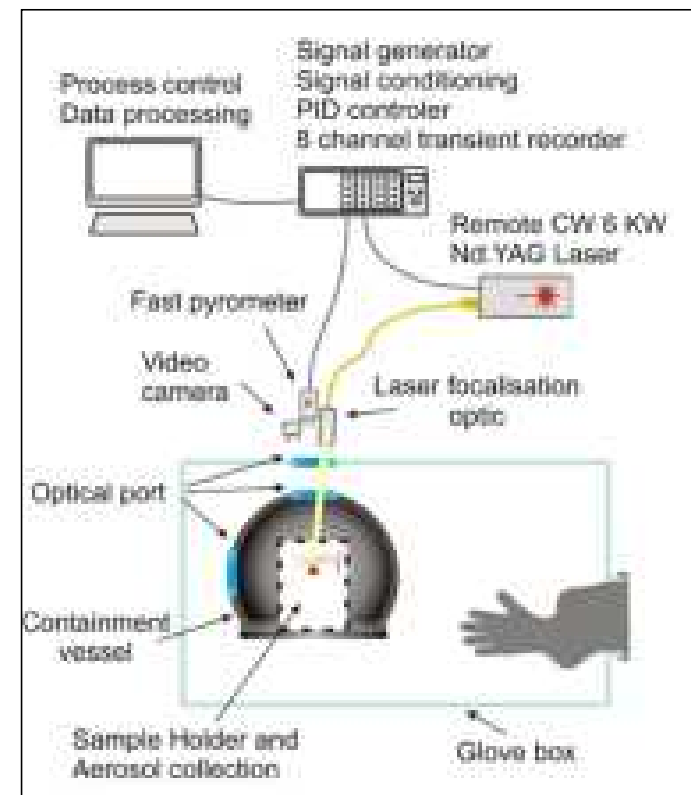 Signal generator
Signal conditioning
PID controler
8 channel transient recorder
Process control
Data processing
Remote CW 6 KW
Nd:YAG Laser
Fast pyrometer
Video
camera
Laser focalisation
optic
Optical port
Containment
vessel
Sample Holder and
Aerosol collection
Glove box